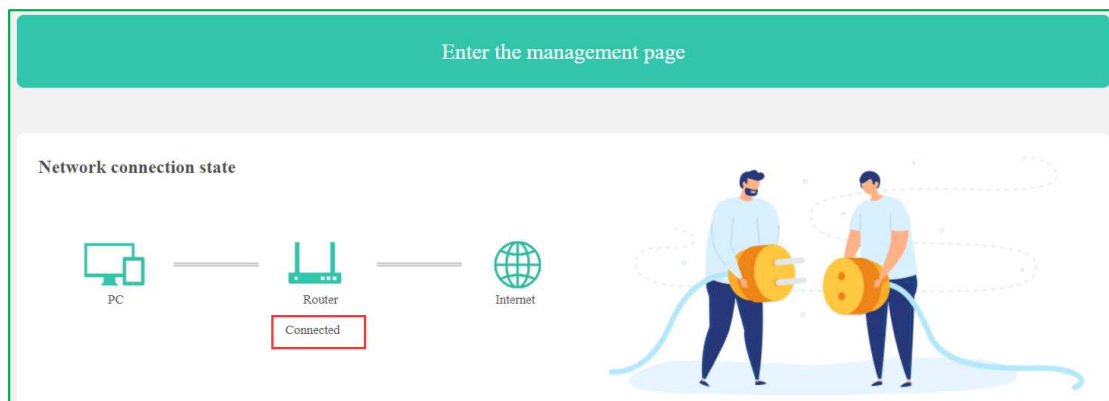 Enter the management page
Network connection state
PC
Router
Internet
Connected